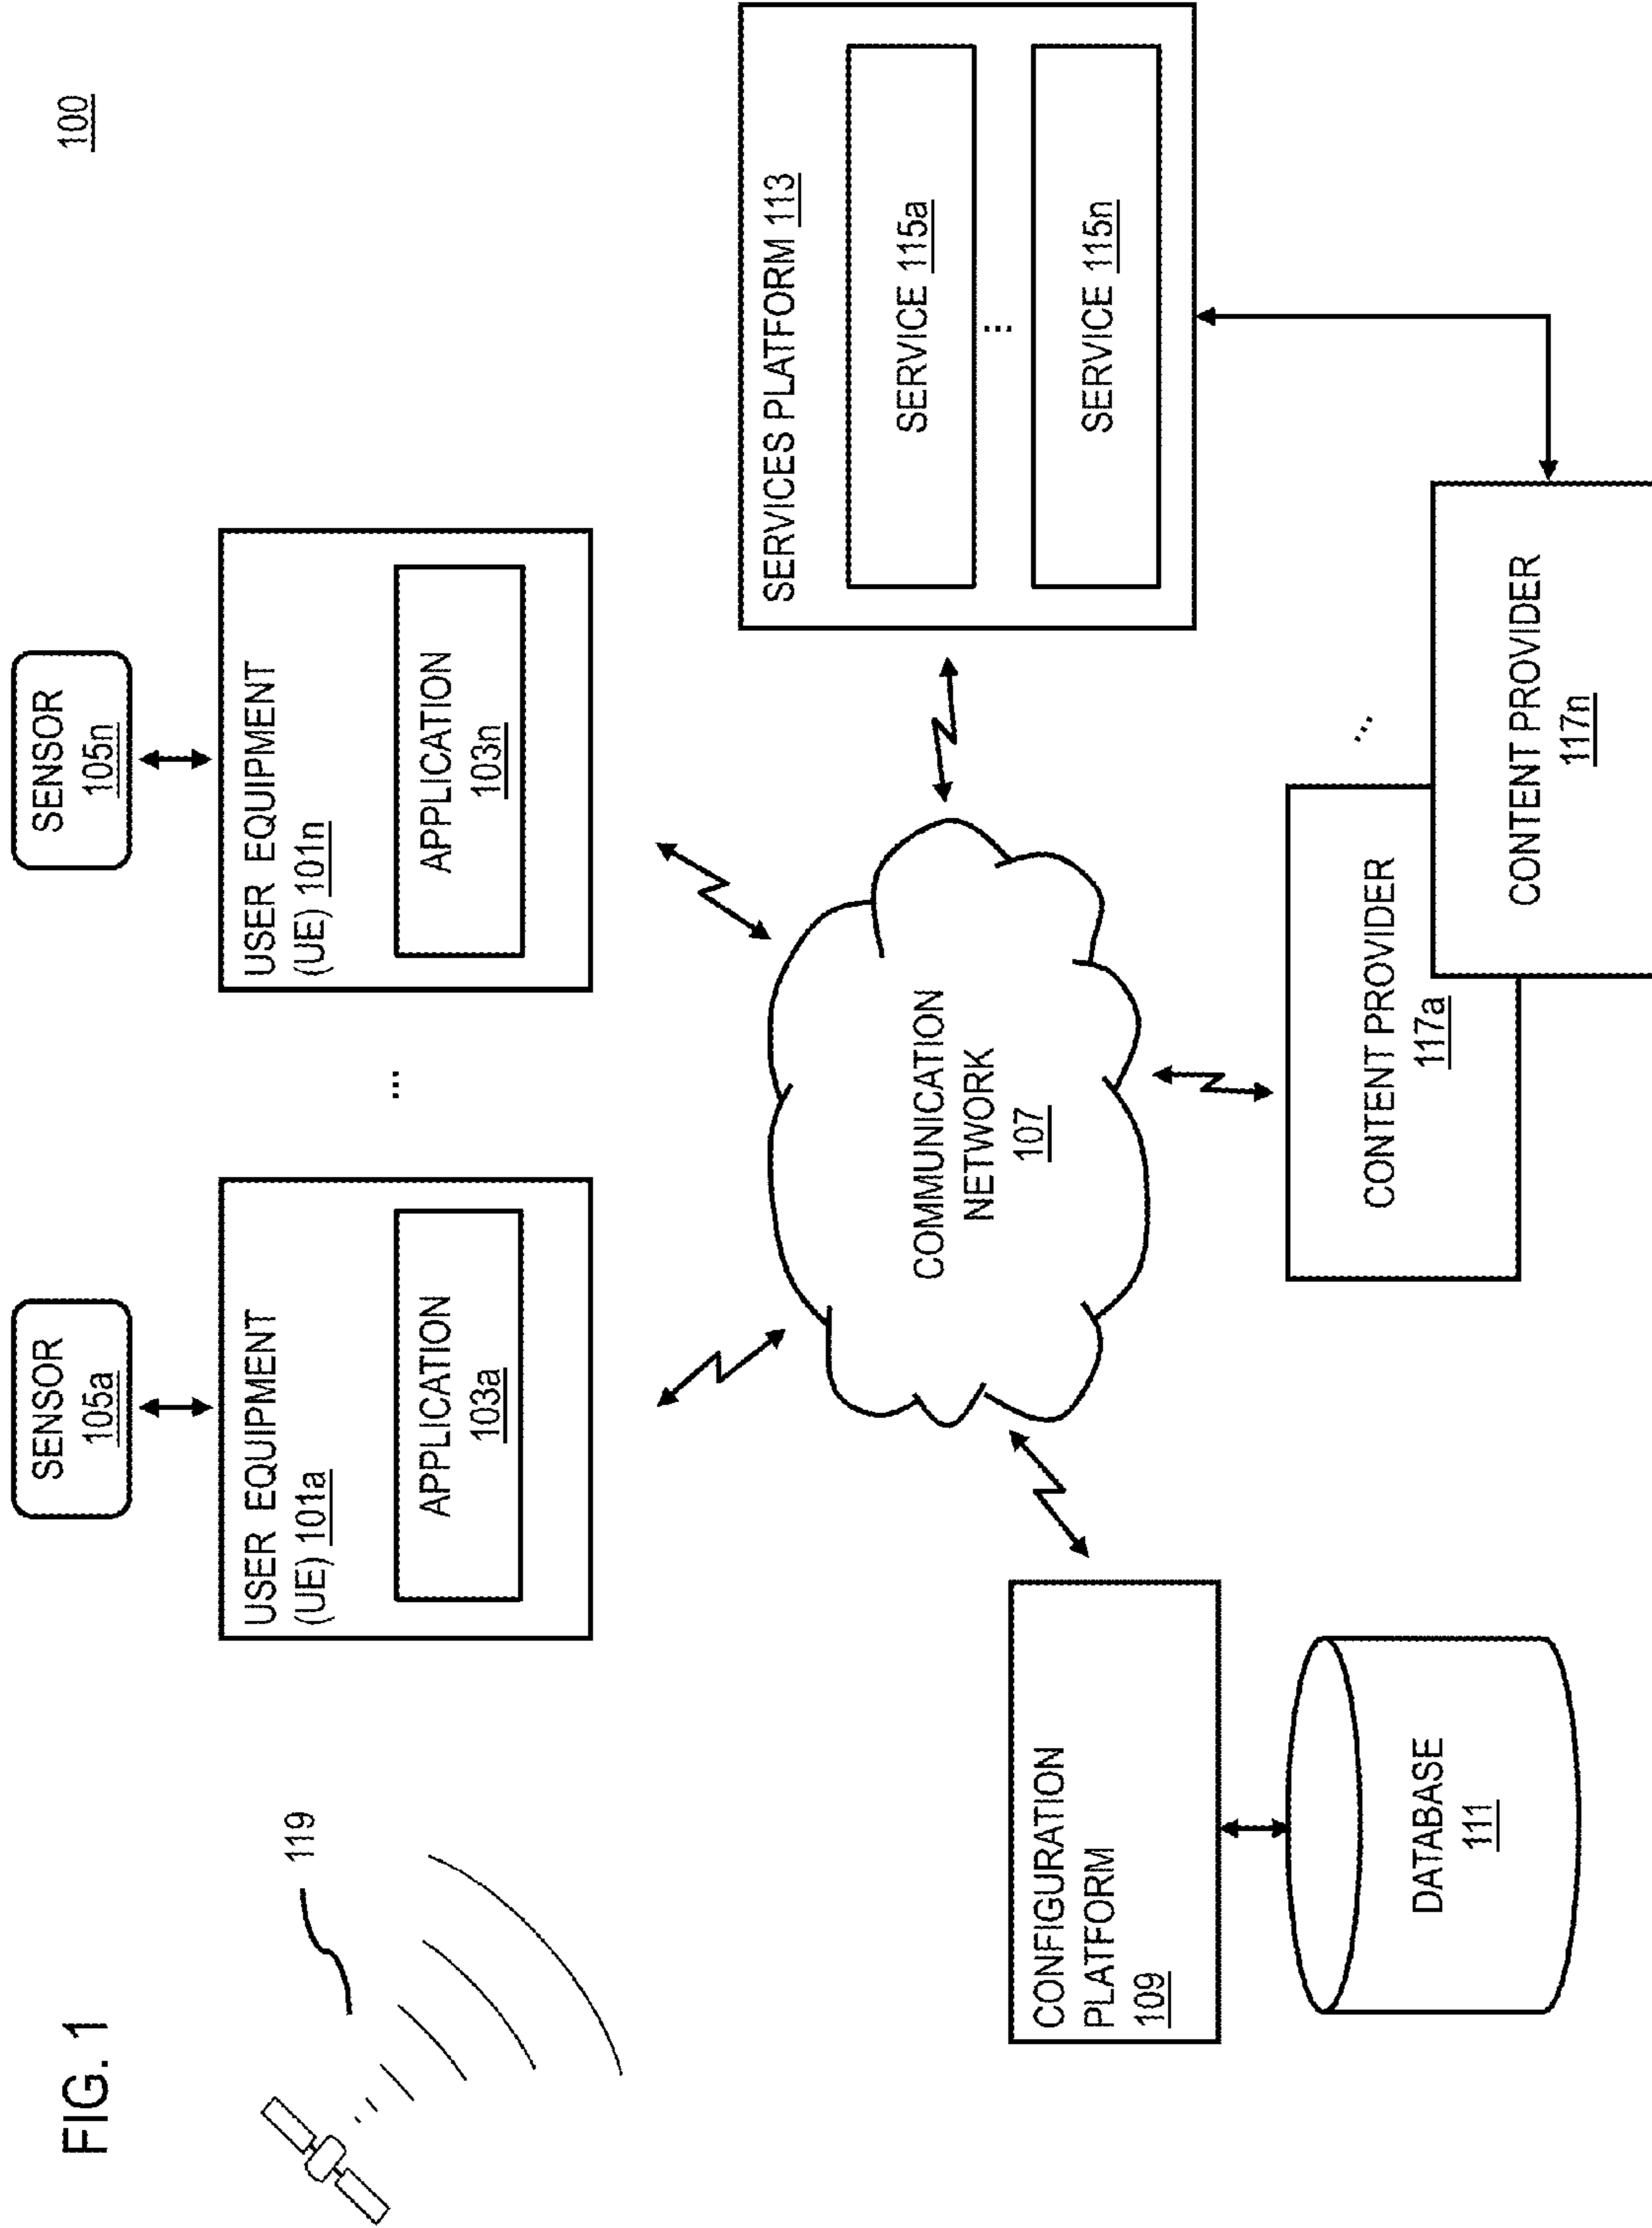 FIG. 1
100
119
SENSOR
105a
SENSOR
105n
USER EQUIPMENT
(UE) 101a
APPLICATION
103a
...
USER EQUIPMENT
(UE) 101n
APPLICATION
103n
COMMUNICATION
NETWORK
107
SERVICES PLATFORM 113
SERVICE 115a
...
SERVICE 115n
CONFIGURATION
PLATFORM
109
DATABASE
111
CONTENT PROVIDER
117a
...
CONTENT PROVIDER
117n